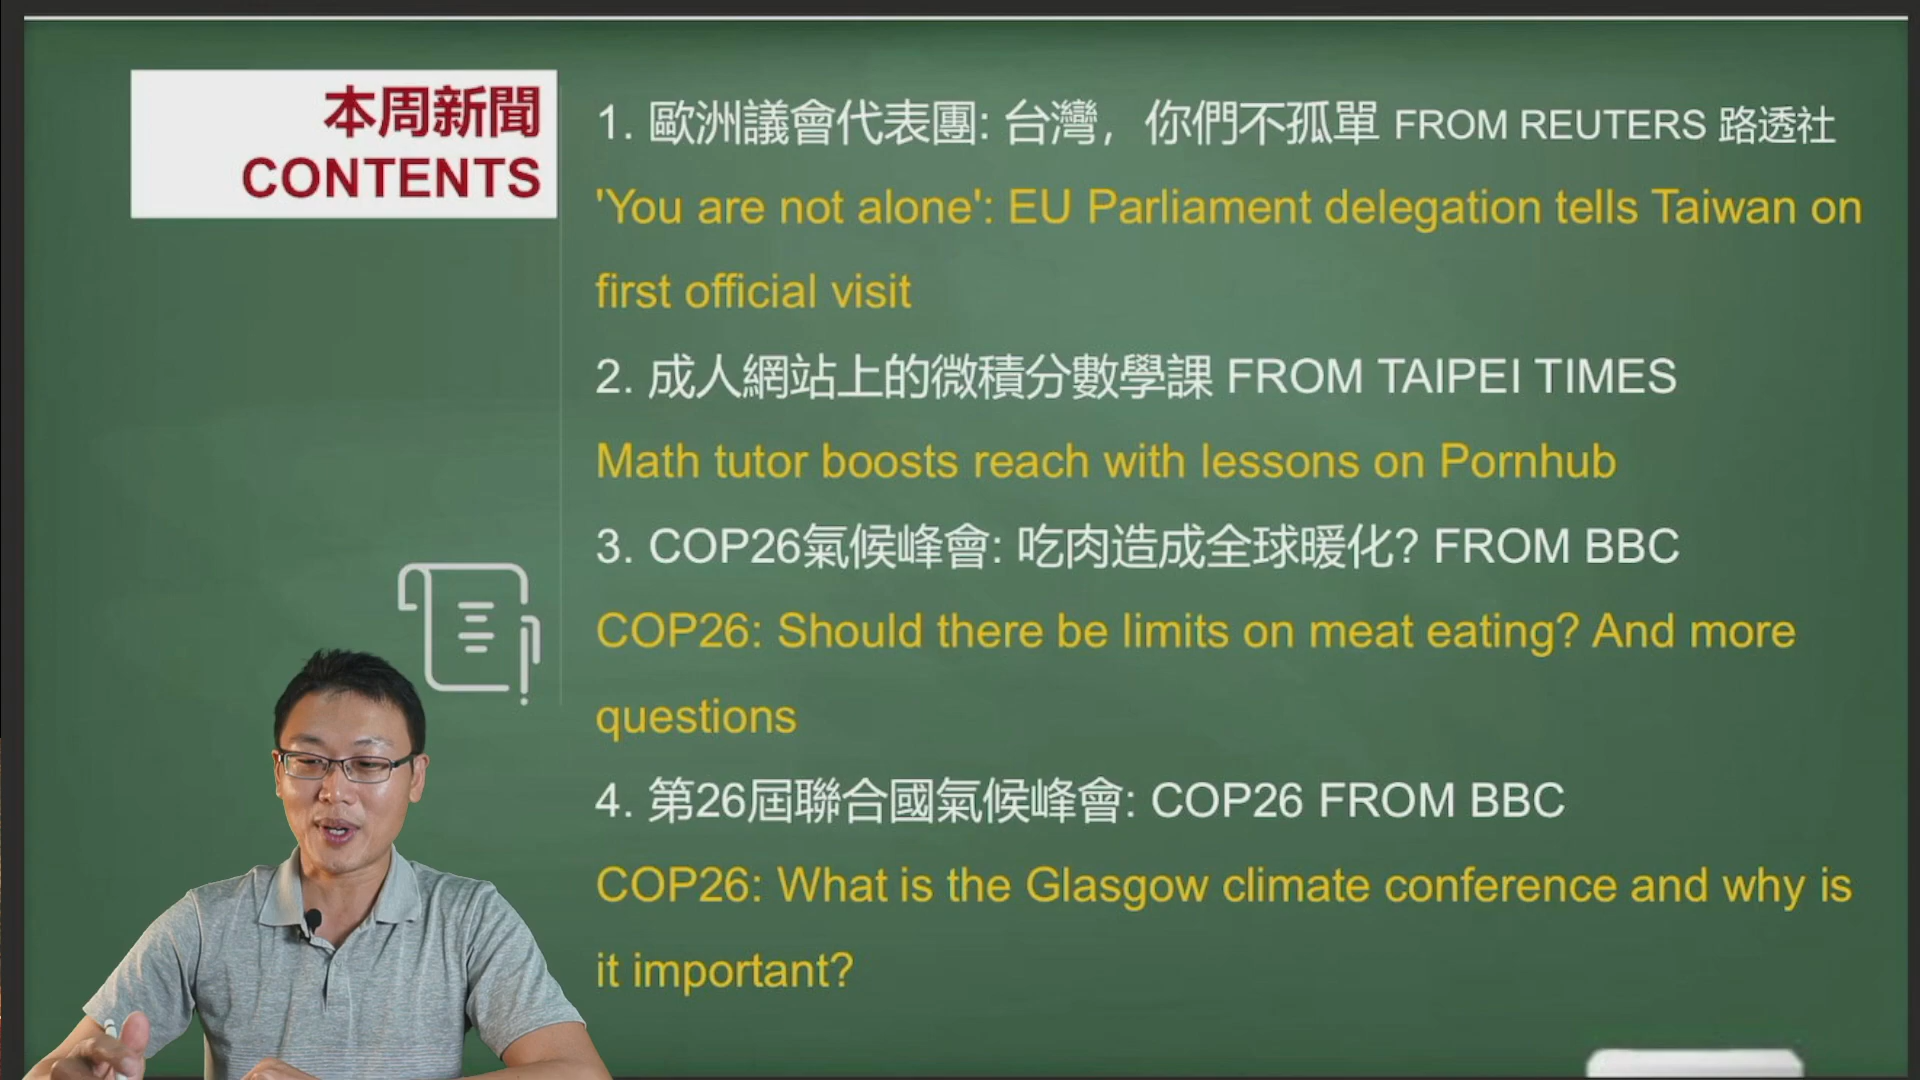 本周新聞
CONTENTS
1. 歐洲議會代表團: 台灣，你們不孤單 FROM REUTERS 路透社
'You are not alone': EU Parliament delegation tells Taiwan on
first official visit
2. 成人網站上的微積分數學課 FROM TAIPEI TIMES
Math tutor boosts reach with lessons on Pornhub
3. COP26氣候峰會: 吃肉造成全球暖化? FROM BBC
COP26: Should there be limits on meat eating? And more
questions
4. 第26屆聯合國氣候峰會: COP26 FROM BBC
COP26: What is the Glasgow climate conference and why is
it important?